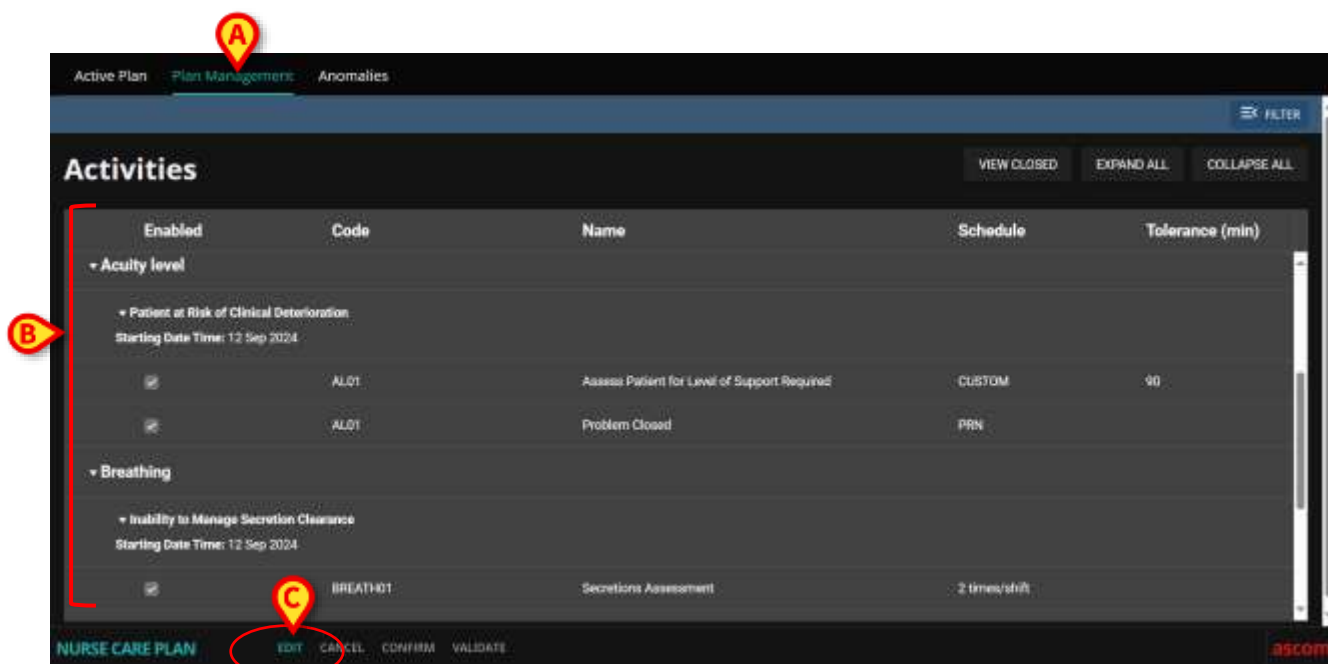 A
Active Plan Plan Management Anomalies
FILTER
Activities VIEW CLOSED EXPAND ALL COLLAPSE ALL
Enabled Code Name Schedule Tolerance (min)
Acuity level
Patient at Risk of Clinical Deterioration
B
Starting Date Time: 12 Sep 2024
AL01 Assess Patient for Level of Support Required CUSTOM 90
AL01 Problem Closed PRN
Breathing
Inability to Manage Secretion Clearance
Starting Date Time: 12 Sep 2024
BREATH01 Secretions Assessment 2 times/shift
C
NURSE CARE PLAN EDIT CANCEL CONFIRM VALIDATE ascom